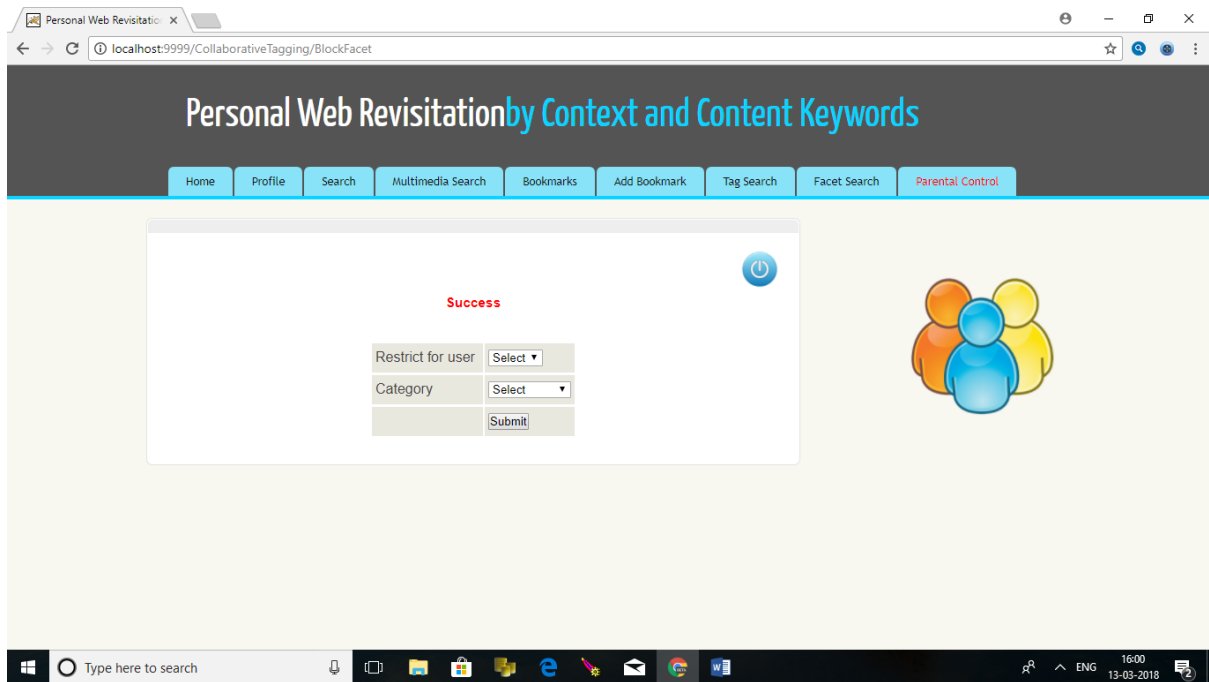 Personal Web Revisitatio
localhost:9999/CollaborativeTagging/BlockFacet
Personal Web Revisitationby Context and Content Keywords
Home Profile Search Multimedia Search Bookmarks Add Bookmark Tag Search Facet Search Parental Control
Success
Restrict for user Select
Category Select
Submit
Type here to search
ENG
16:00
13-03-2018
2